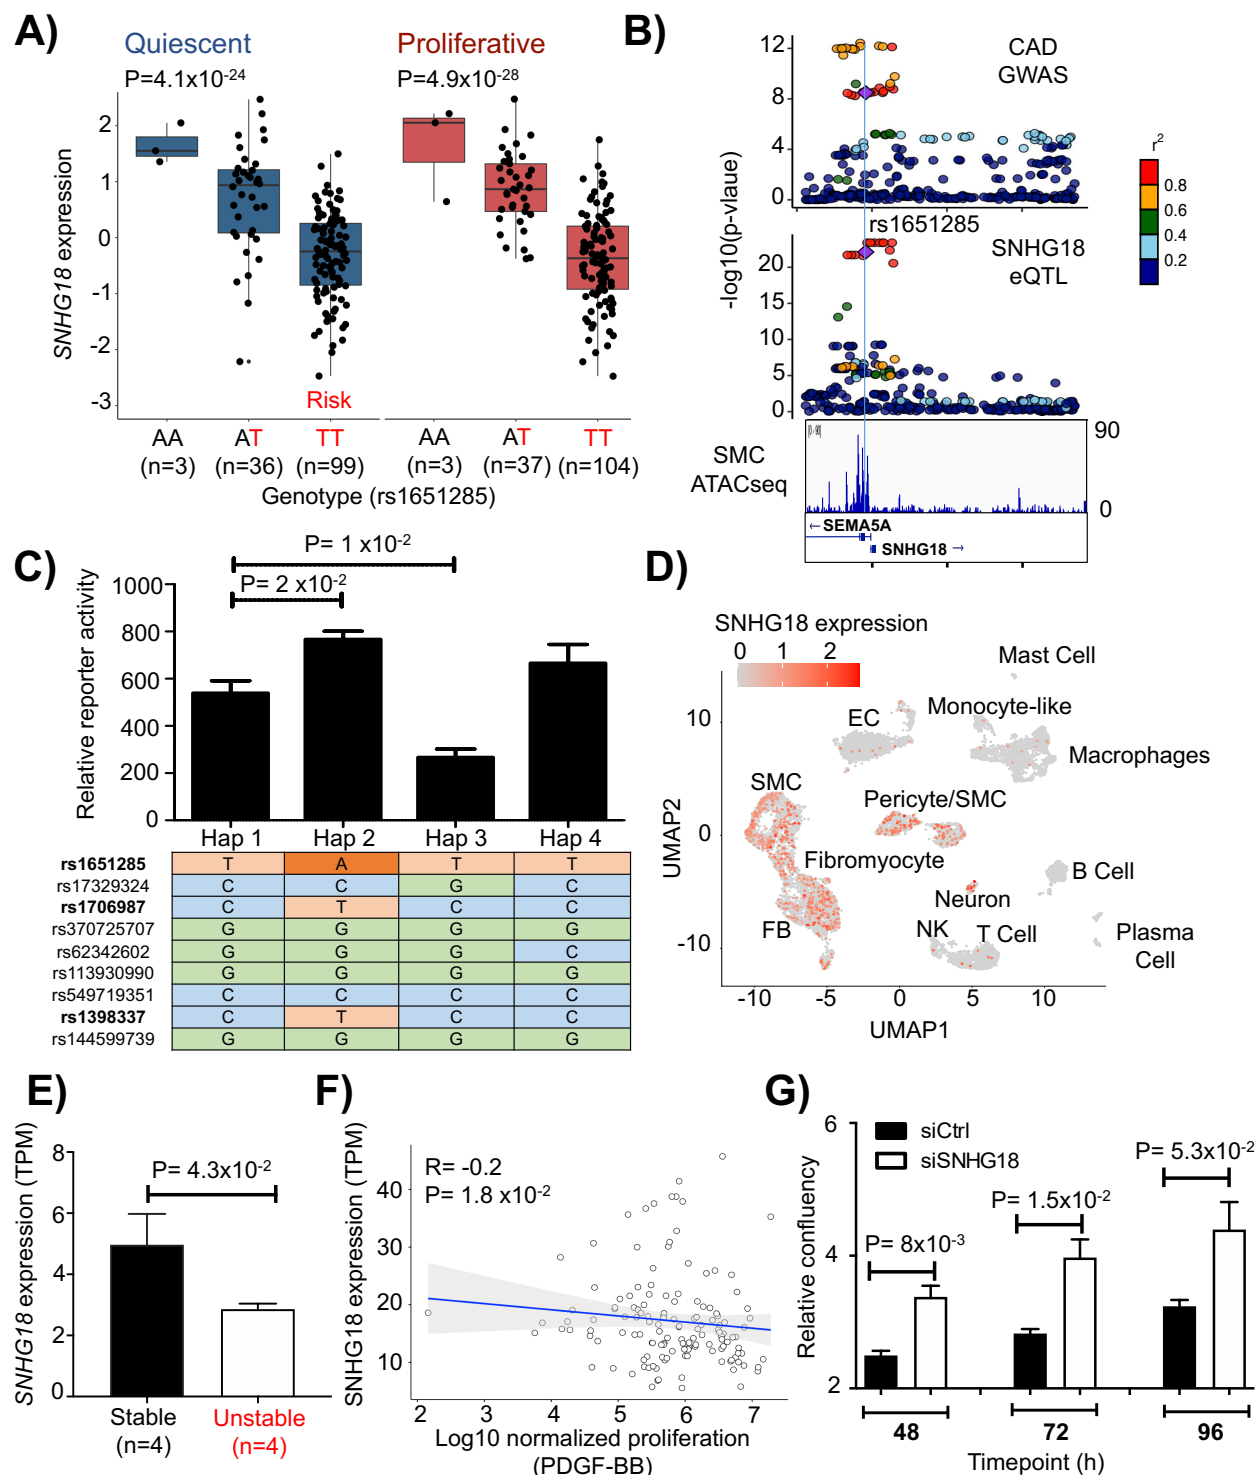 A)
Quiescent
P=4.1x10-24
Proliferative
P=4.9x10-28
SNHG18 expression
2
1
0
-1
-2
-3
Risk
AA
(n=3)
AT
(n=36)
TT
(n=99)
AA
(n=3)
AT
(n=37)
TT
(n=104)
Genotype (rs1651285)
B)
-log10(p-vlaue)
12
8
4
0
CAD
GWAS
rs1651285
20
15
10
5
0
SNHG18
eQTL
r2
0.8
0.6
0.4
0.2
SMC
ATACseq
[0 - 90]
90
0
← SEMA5A
SNHG18 →
C)
P= 1 x10-2
P= 2 x10-2
Relative reporter activity
1000
800
600
400
200
0
Hap 1 Hap 2 Hap 3 Hap 4
rs1651285 T A T T
rs17329324 C C G C
rs1706987 C T C C
rs370725707 G G G G
rs62342602 G G G C
rs113930990 G G G G
rs549719351 C C C C
rs1398337 C T C C
rs144599739 G G G G
D)
SNHG18 expression
0 1 2
Mast Cell
EC
Monocyte-like
Macrophages
SMC
Pericyte/SMC
Fibromyocyte
B Cell
Neuron
FB
NK
T Cell
Plasma
Cell
UMAP2
10
0
-10
-10 -5 0 5 10
UMAP1
E)
SNHG18 expression (TPM)
8
6
4
2
0
P= 4.3x10-2
Stable
(n=4)
Unstable
(n=4)
F)
SNHG18 expression (TPM)
R= -0.2
P= 1.8 x10-2
40
30
20
10
2 3 4 5 6 7
Log10 normalized proliferation
(PDGF-BB)
G)
siCtrl
siSNHG18
Relative confluency
6
4
2
P= 8x10-3
P= 1.5x10-2
P= 5.3x10-2
48 72 96
Timepoint (h)